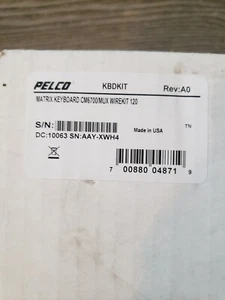 PELCO KBDKIT Rev:A0
MATRIX KEYBOARD CM6700/MUX WIREKIT 120
S/N: Made in USA TN
DC:10063 SN:AAY-XWH4
7 00880 04871 9